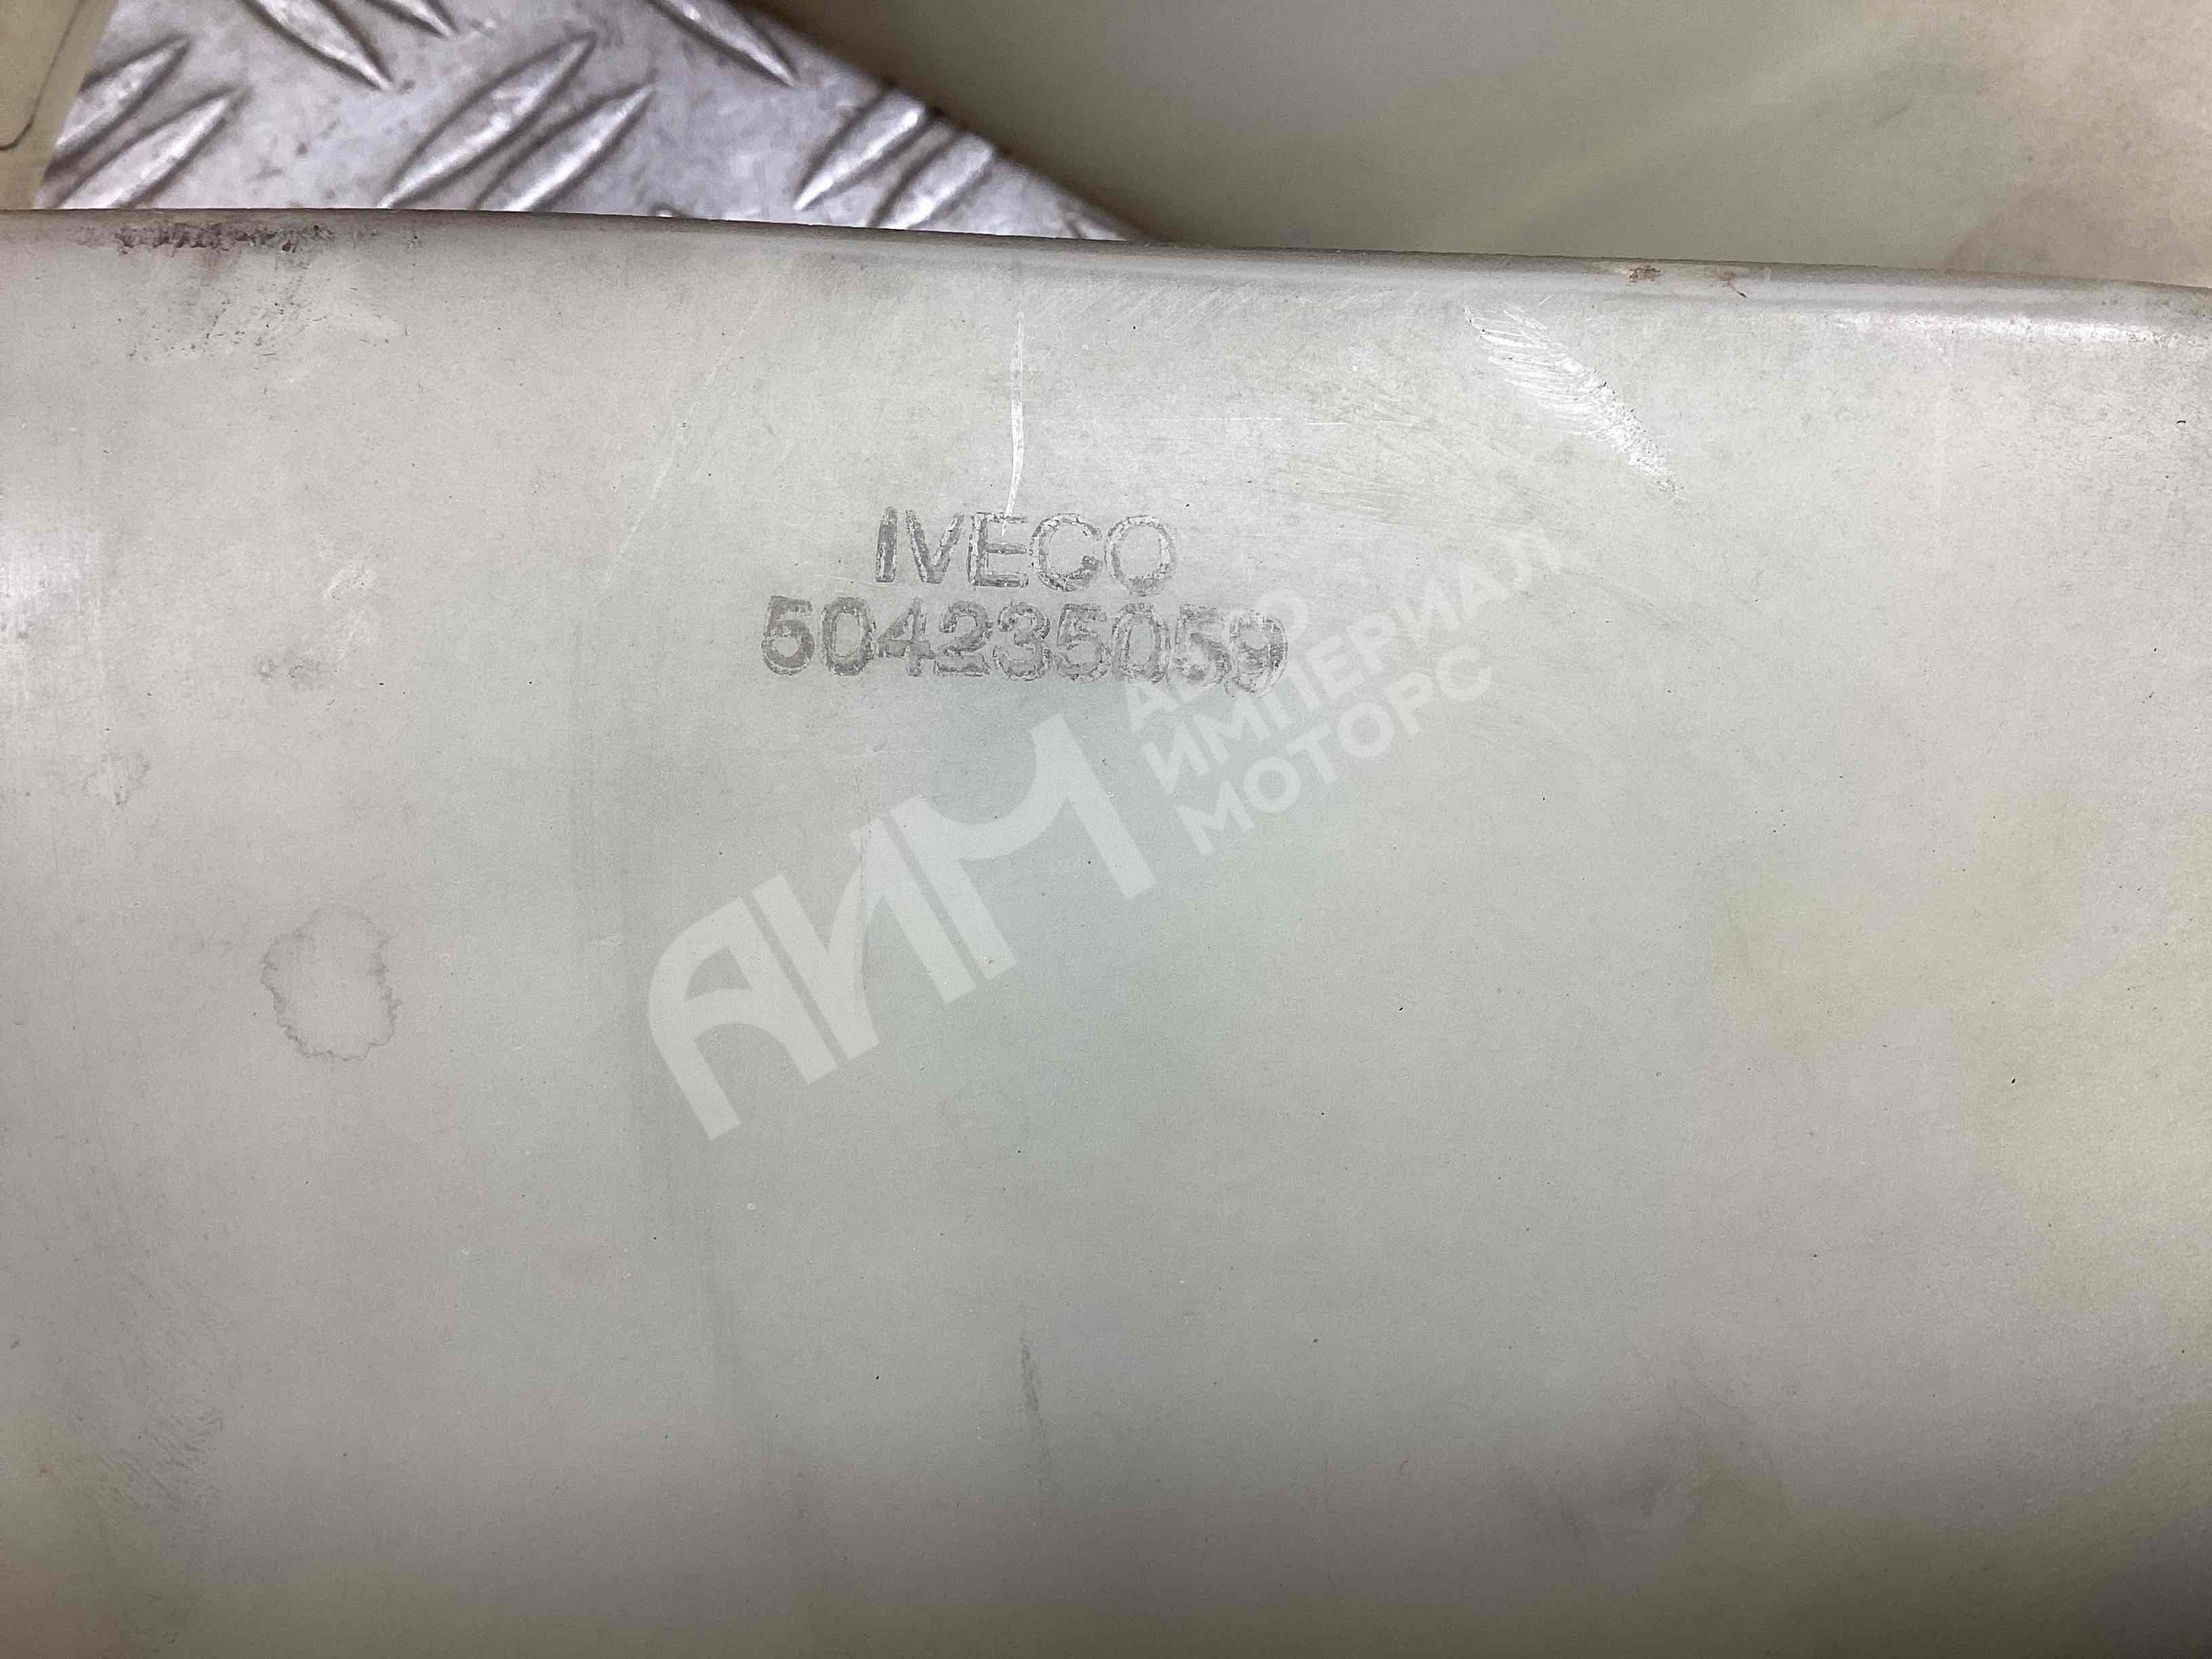 IVECO
504235059
АВТО
ИМПЕРИАЛ
МОТОРС
АИМ